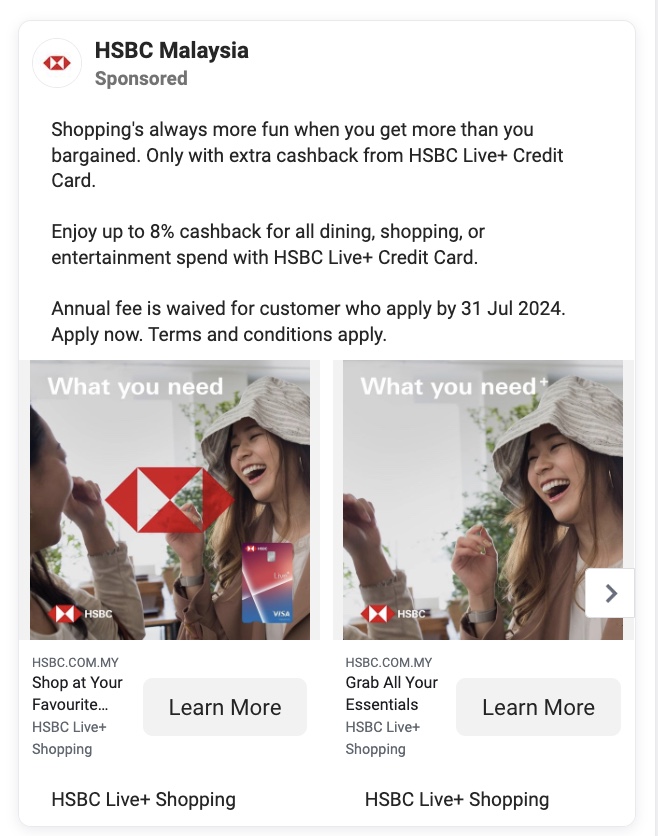 HSBC Malaysia
Sponsored
Shopping's always more fun when you get more than you
bargained. Only with extra cashback from HSBC Live+ Credit
Card.
Enjoy up to 8% cashback for all dining, shopping, or
entertainment spend with HSBC Live+ Credit Card.
Annual fee is waived for customer who apply by 31 Jul 2024.
Apply now. Terms and conditions apply.
What you need
HSBC
Live+
VISA
HSBC
HSBC.COM.MY
Shop at Your
Favourite...
HSBC Live+
Shopping
Learn More
HSBC Live+ Shopping
What you need+
HSBC
HSBC.COM.MY
Grab All Your
Essentials
HSBC Live+
Shopping
Learn More
HSBC Live+ Shopping